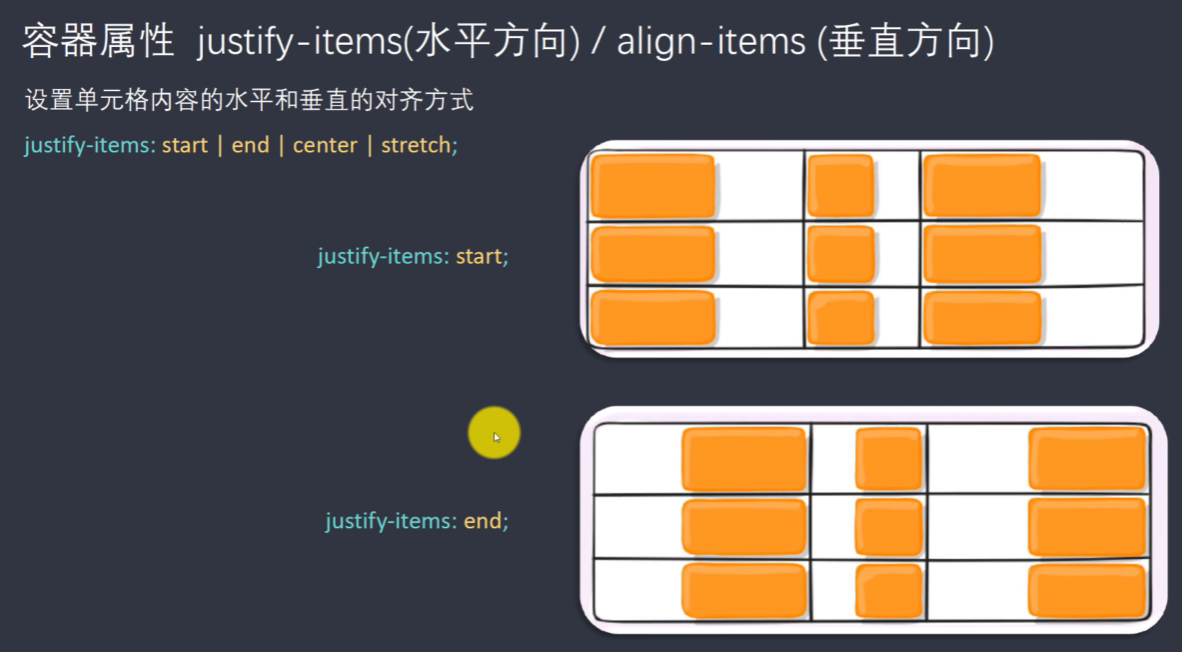 容器属性 justify-items(水平方向) / align-items (垂直方向)
设置单元格内容的水平和垂直的对齐方式
justify-items: start | end | center | stretch;
justify-items: start;
justify-items: end;